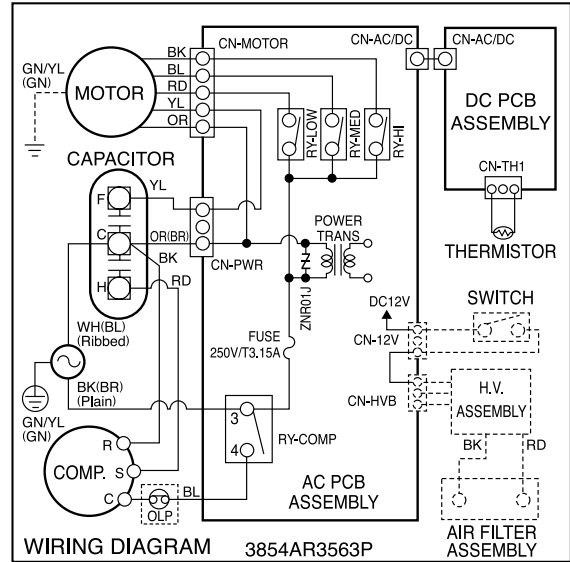 CN-MOTOR
CN-AC/DC
CN-AC/DC
BK
BL
RD
YL
OR
GN/YL
(GN)
MOTOR
DC PCB
ASSEMBLY
RY-LOW
RY-MED
RY-HI
CAPACITOR
CN-TH1
F
YL
POWER
TRANS
C
OR(BR)
THERMISTOR
BK
CN-PWR
H
RD
ZNR01J
DC12V
SWITCH
WH(BL)
(Ribbed)
FUSE
250V/T3.15A
CN-12V
BK(BR)
(Plain)
CN-HVB
H.V.
ASSEMBLY
GN/YL
(GN)
3
RY-COMP
4
BK
RD
R
COMP.
S
C
BL
OLP
AC PCB
ASSEMBLY
AIR FILTER
ASSEMBLY
WIRING DIAGRAM
3854AR3563P